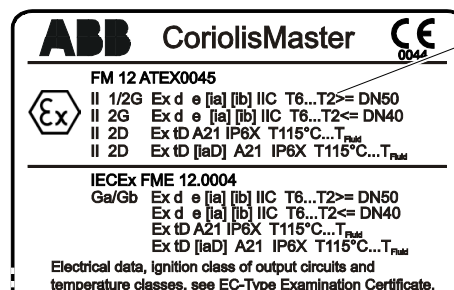 ABB CoriolisMaster CE
0044
FM 12 ATEX0045
Ex II 1/2G Ex d e [ia] [ib] IIC T6...T2>= DN50
II 2G Ex d e [ia] [ib] IIC T6...T2<= DN40
II 2D Ex tD A21 IP6X T115°C...TFluid
II 2D Ex tD [iaD] A21 IP6X T115°C...TFluid
IECEx FME 12.0004
Ga/Gb Ex d e [ia] [ib] IIC T6...T2>= DN50
Ex d e [ia] [ib] IIC T6...T2<= DN40
Ex tD A21 IP6X T115°C...TFluid
Ex tD [iaD] A21 IP6X T115°C...TFluid
Electrical data, ignition class of output circuits and
temperature classes, see EC-Type Examination Certificate.